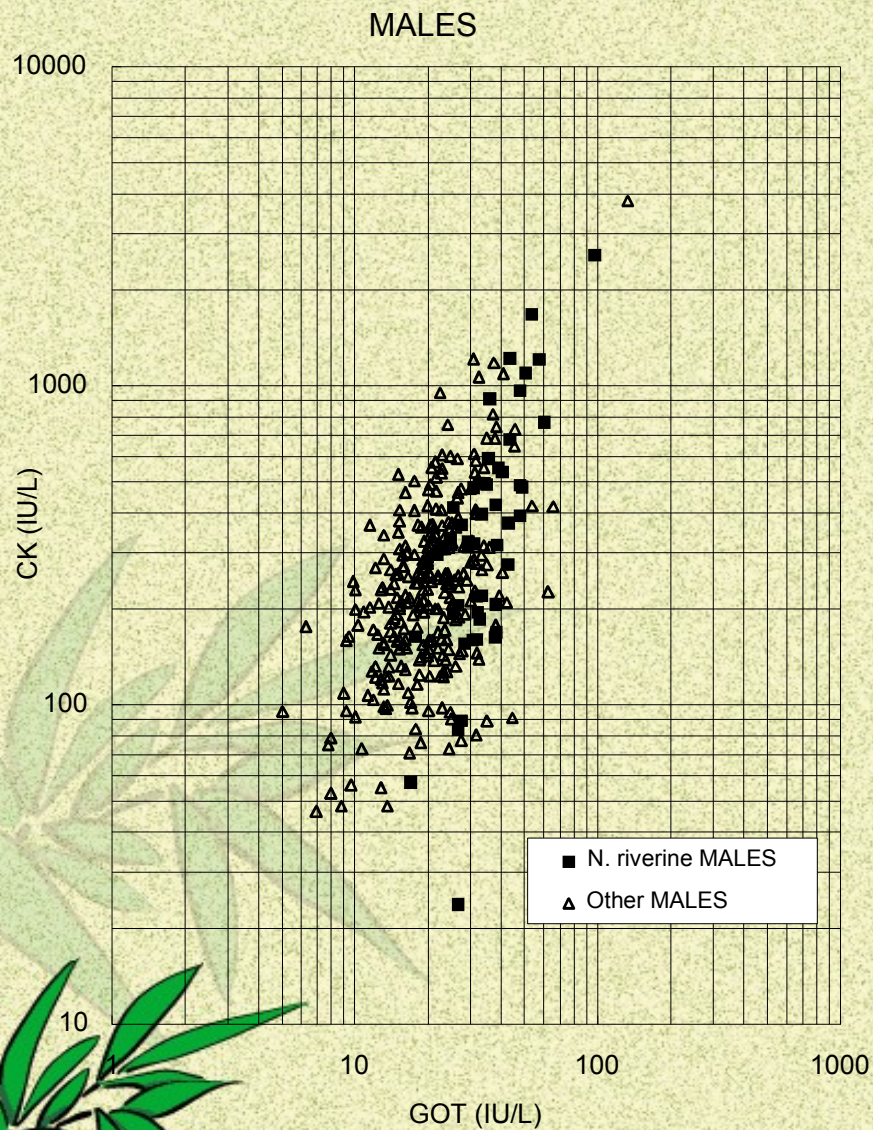 MALES
10000
1000
100
10
CK (IU/L)
N. riverine MALES
Other MALES
1
10
100
1000
GOT (IU/L)